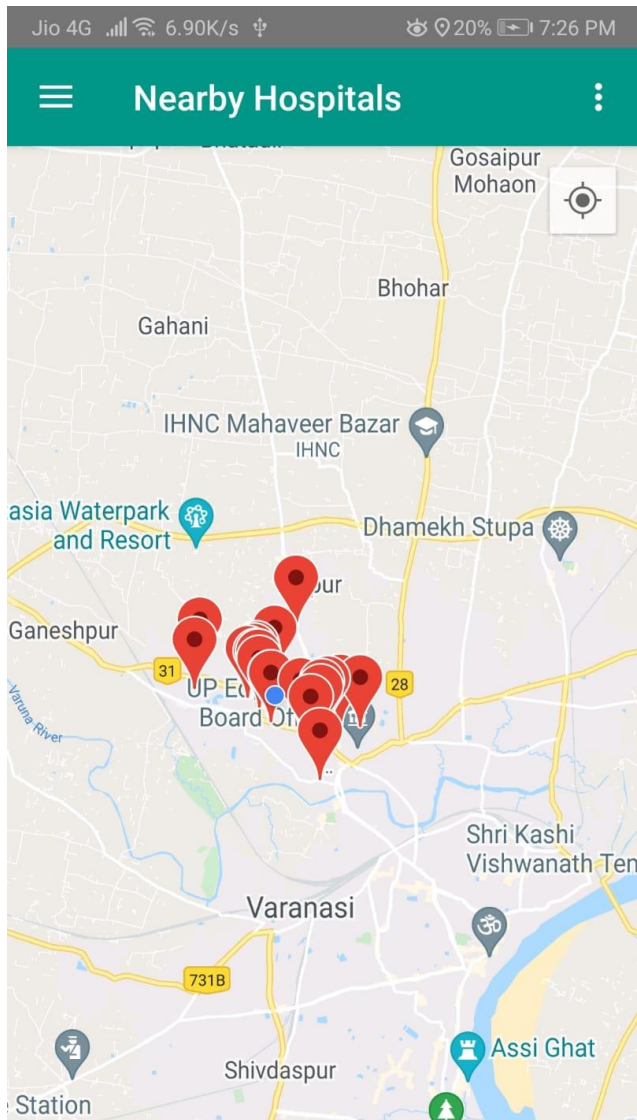 Jio 4G 6.90K/s 20% 7:26 PM
Nearby Hospitals
Gosaipur
Mohaon
Bhohar
Gahani
IHNC Mahaveer Bazar
IHNC
asia Waterpark
and Resort
Dhamekh Stupa
pur
Ganeshpur
31
28
UP Ed
Board Of
Varuna River
Shri Kashi
Vishwanath Ten
Varanasi
731B
Assi Ghat
Shivdaspur
Station